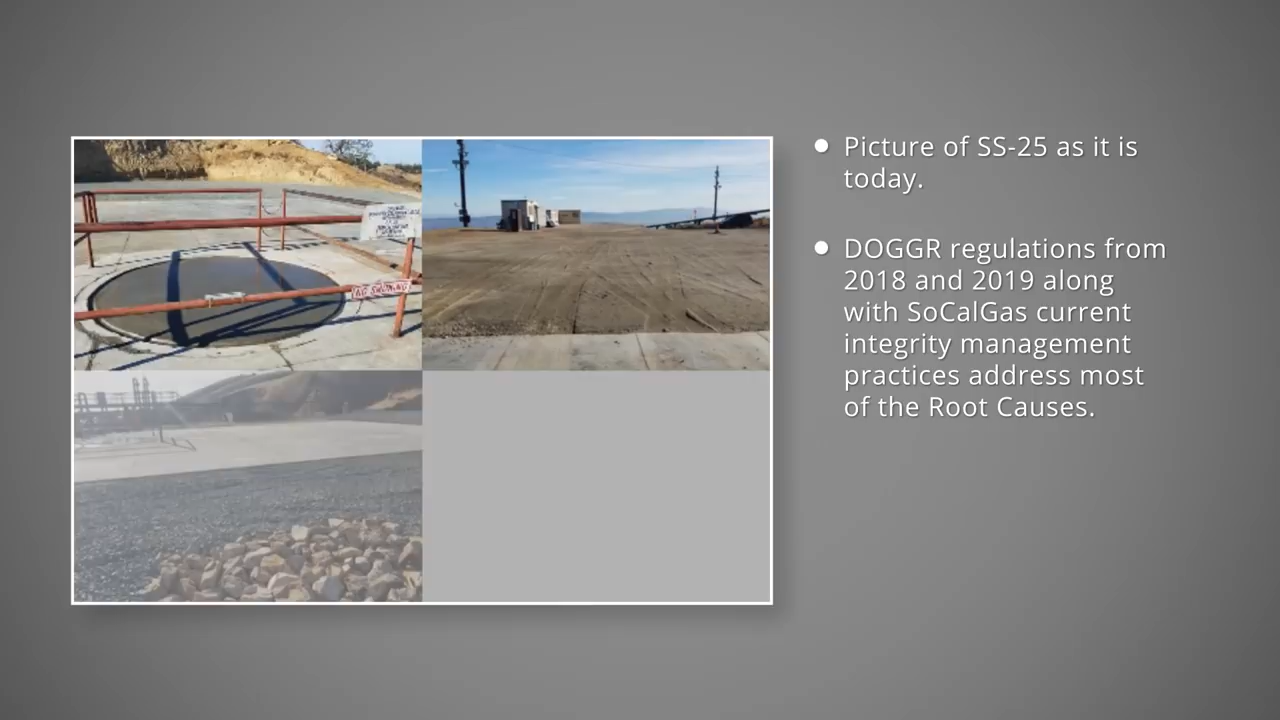 NO SMOKING
Picture of SS-25 as it is
today.
DOGGR regulations from
2018 and 2019 along
with SoCalGas current
integrity management
practices address most
of the Root Causes.